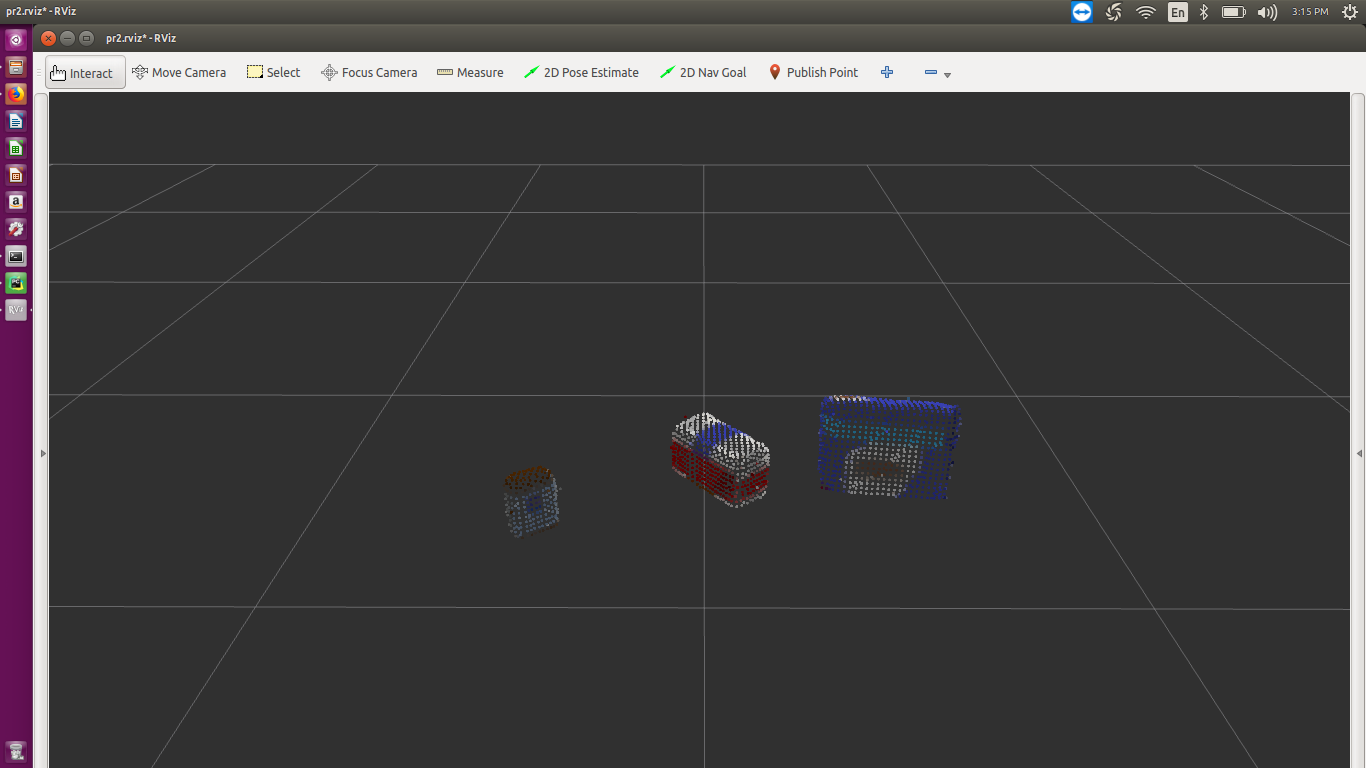 pr2.rviz* - RViz
En
3:15 PM
pr2.rviz* - RViz
Interact
Move Camera
Select
Focus Camera
Measure
2D Pose Estimate
2D Nav Goal
Publish Point
a
RViz